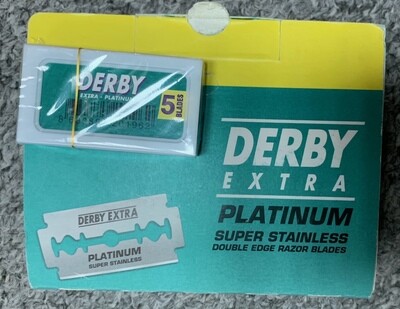 DERBY
EXTRA - PLATINUM
5
BLADES
DERBY
EXTRA
PLATINUM
SUPER STAINLESS
DOUBLE EDGE RAZOR BLADES
DERBY EXTRA
PLATINUM
SUPER STAINLESS